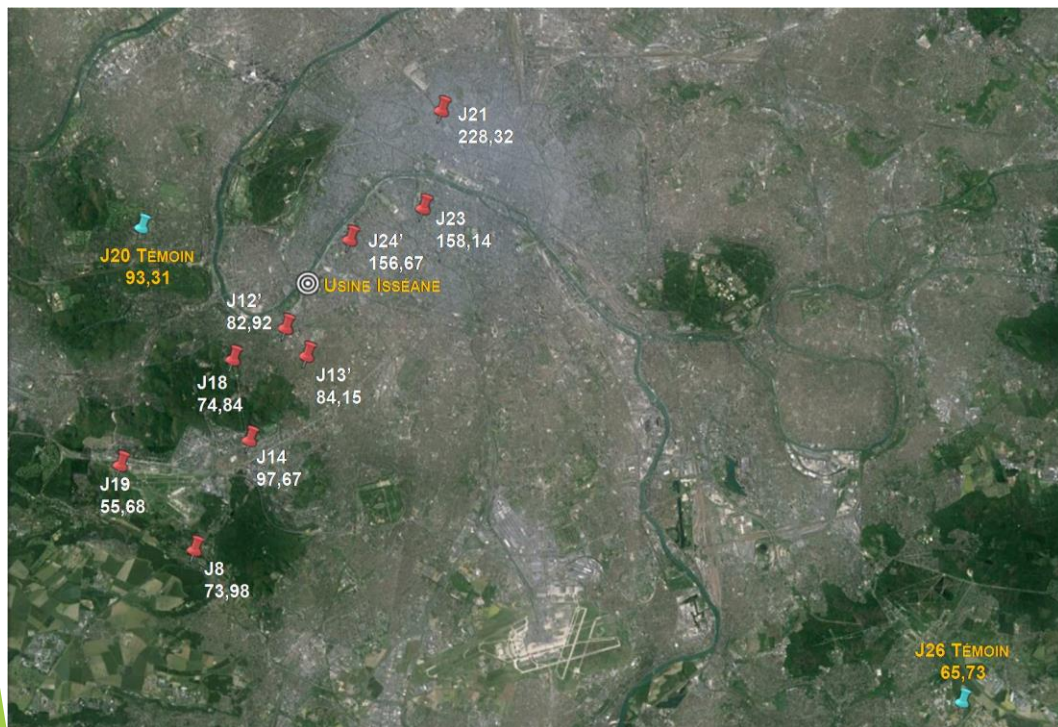 J21
228,32
J23
158,14
J24'
156,67
J20 TÉMOIN
93,31
USINE ISSÉANE
J12'
82,92
J13'
84,15
J18
74,84
J14
97,67
J19
55,68
J8
73,98
J26 TÉMOIN
65,73